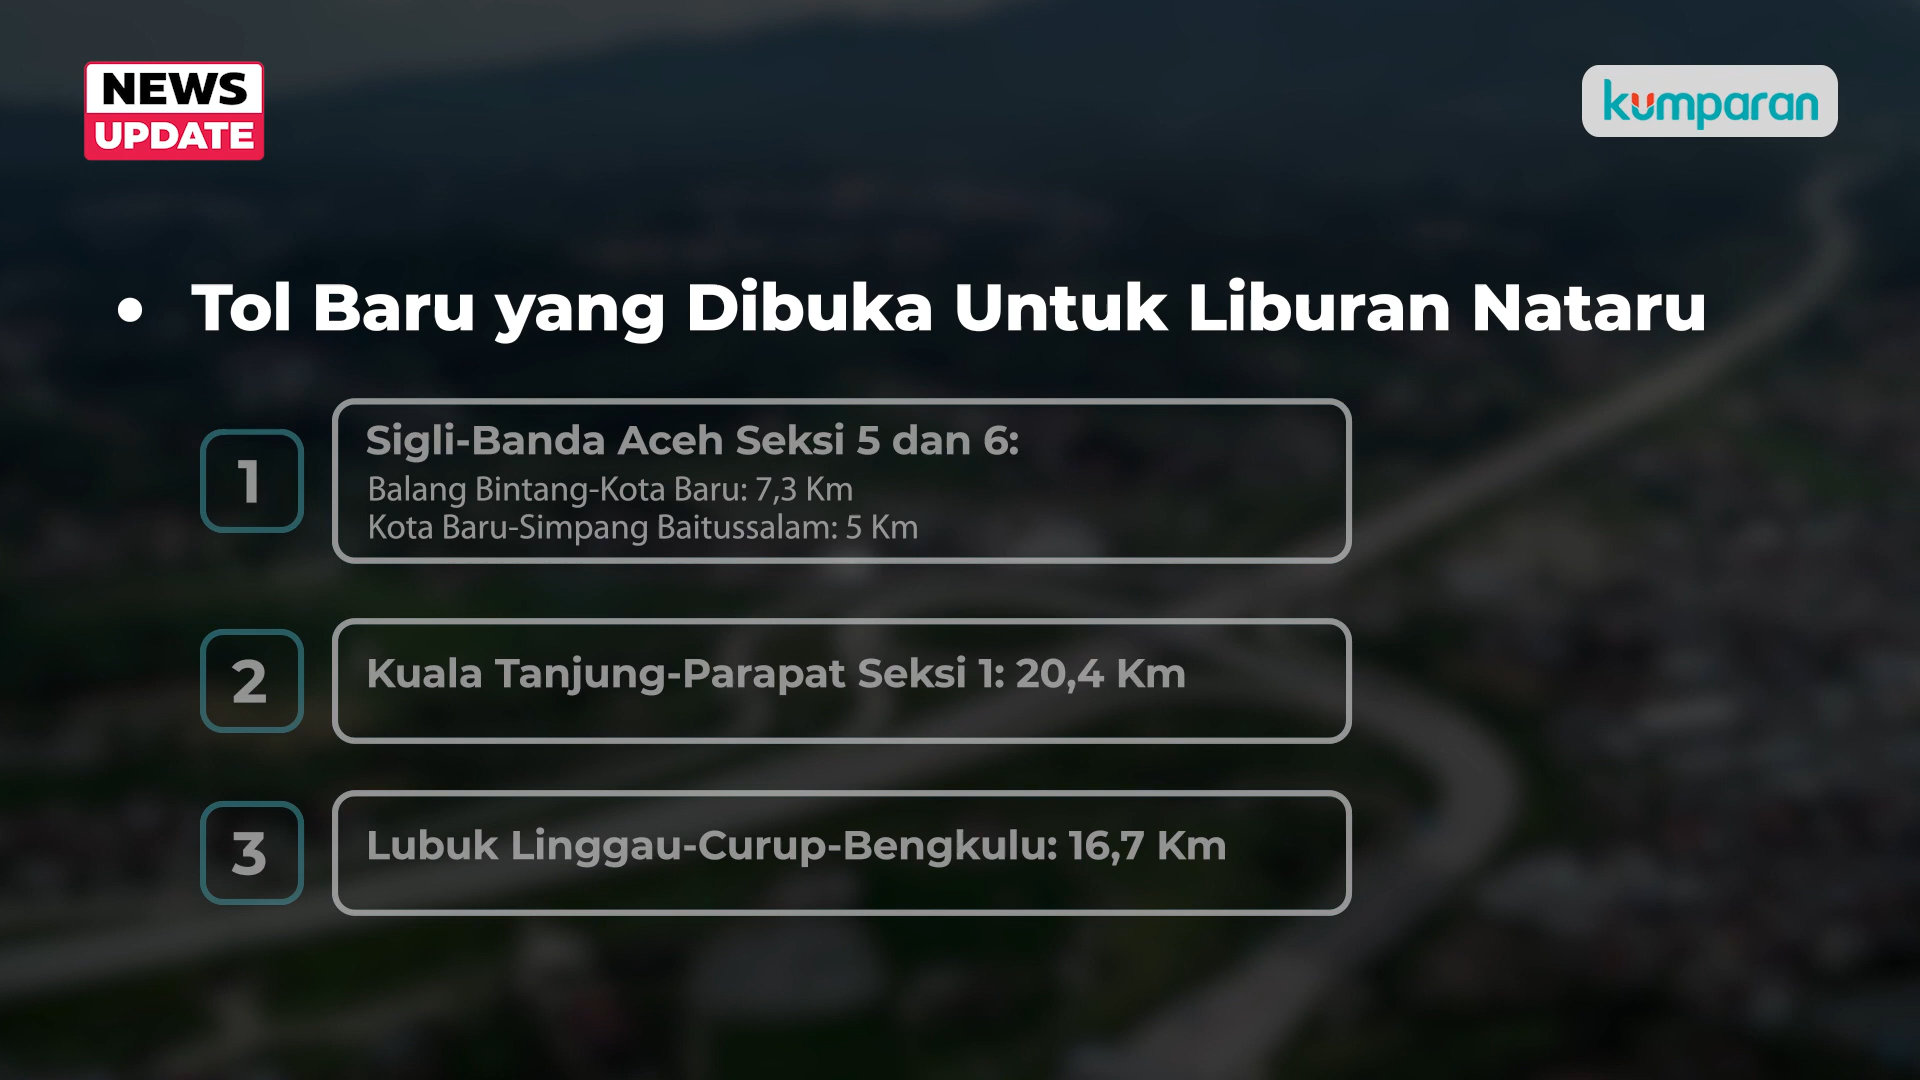 NEWS
UPDATE
kumparan
• Tol Baru yang Dibuka Untuk Liburan Nataru
1
Sigli-Banda Aceh Seksi 5 dan 6:
Balang Bintang-Kota Baru: 7,3 Km
Kota Baru-Simpang Baitussalam: 5 Km
2
Kuala Tanjung-Parapat Seksi 1: 20,4 Km
3
Lubuk Linggau-Curup-Bengkulu: 16,7 Km